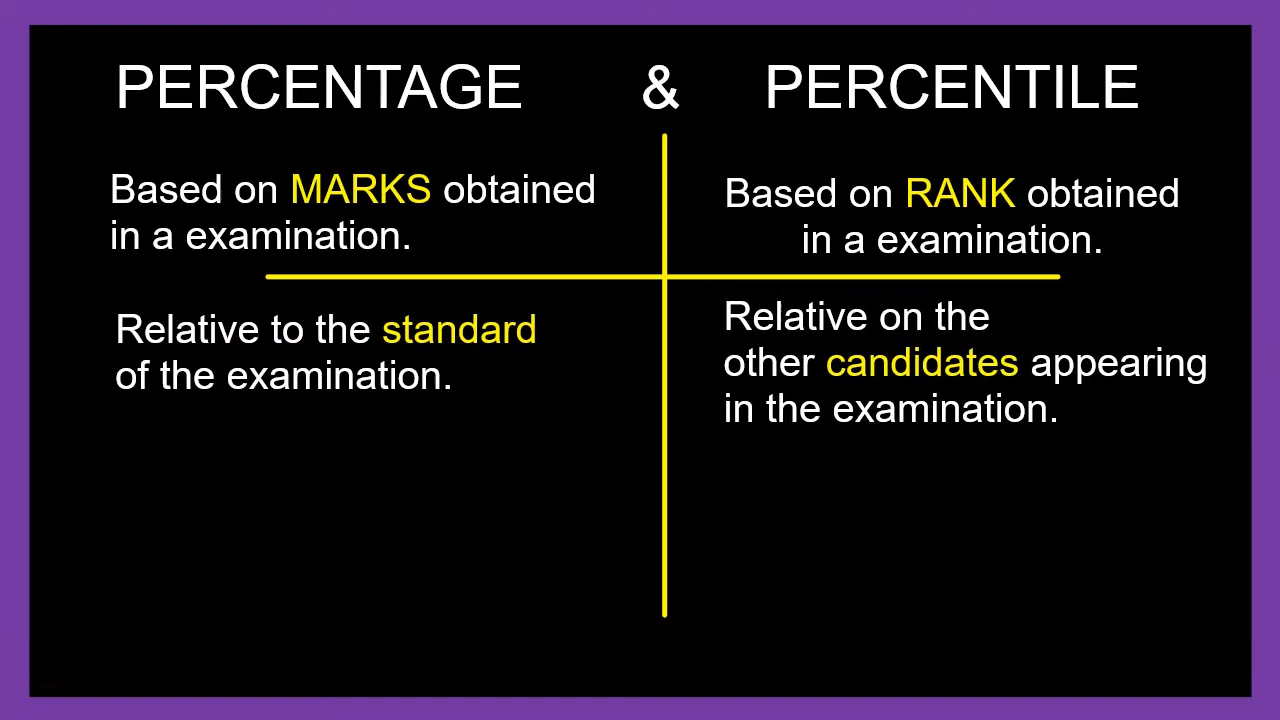 PERCENTAGE & PERCENTILE
Based on MARKS obtained
in a examination.
Based on RANK obtained
in a examination.
Relative to the standard
of the examination.
Relative on the
other candidates appearing
in the examination.